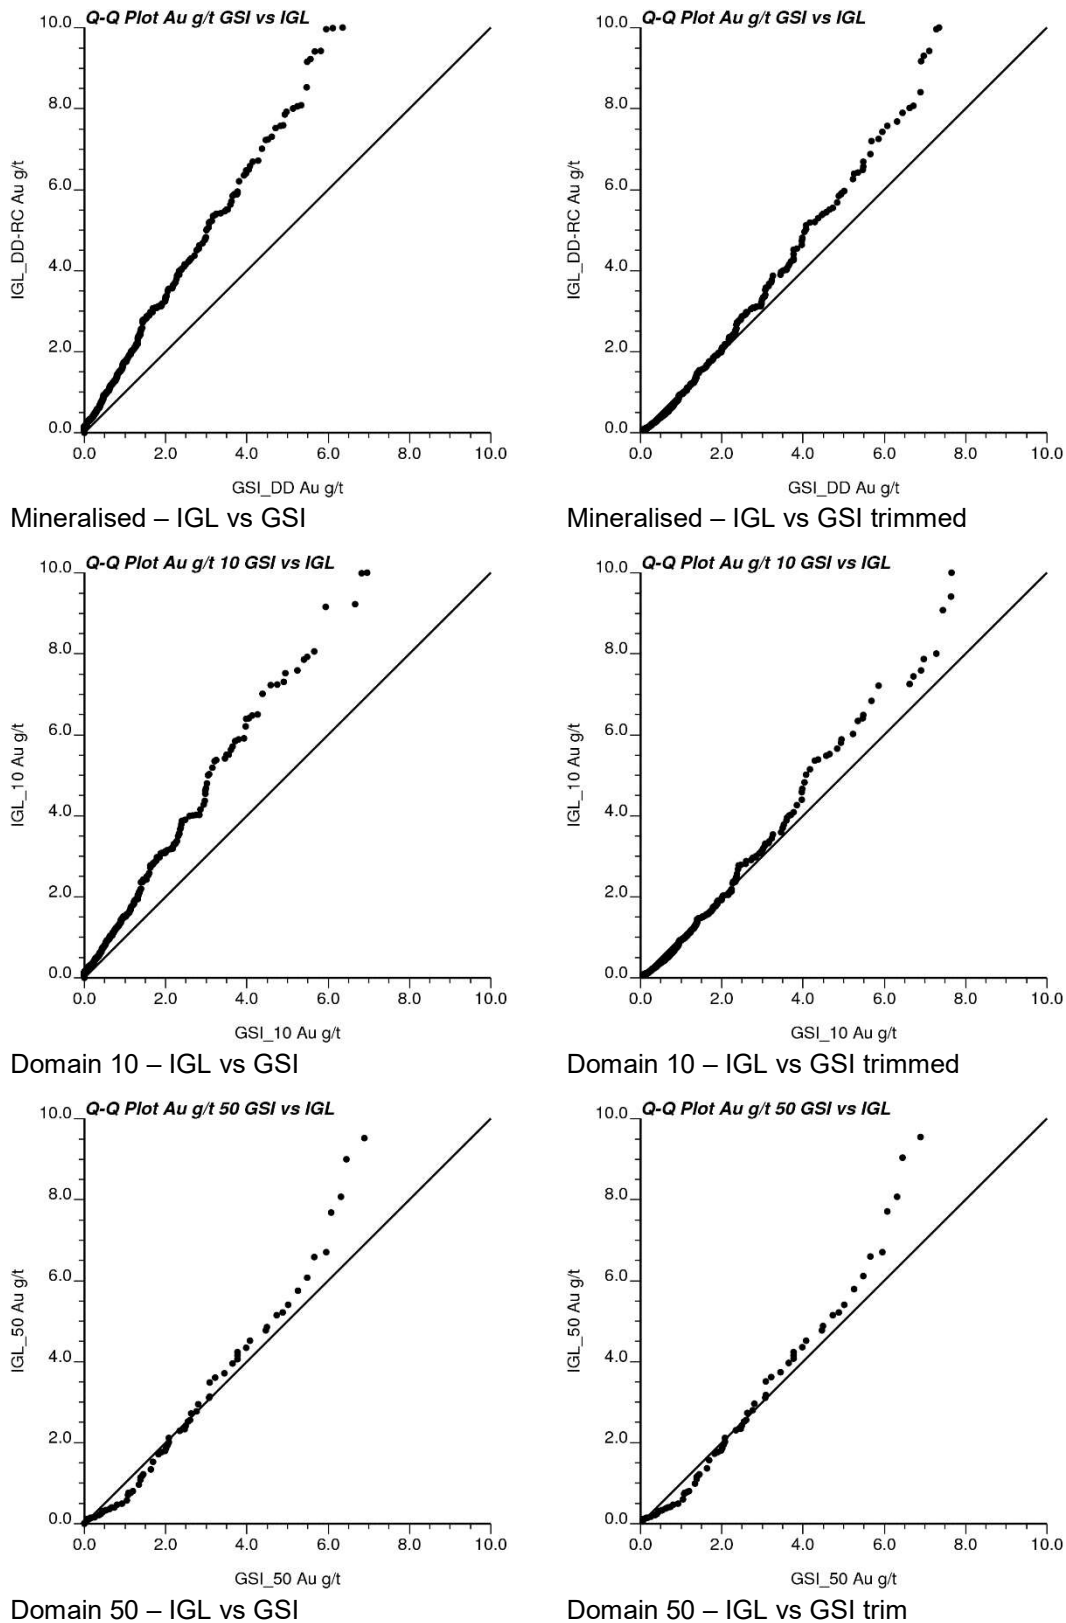 Q-Q Plot Au g/t GSI vs IGL
10.0
8.0
6.0
4.0
2.0
0.0
IGL_DD-RC Au g/t
0.0 2.0 4.0 6.0 8.0 10.0
GSI_DD Au g/t
Mineralised – IGL vs GSI
Q-Q Plot Au g/t GSI vs IGL
10.0
8.0
6.0
4.0
2.0
0.0
IGL_DD-RC Au g/t
0.0 2.0 4.0 6.0 8.0 10.0
GSI_DD Au g/t
Mineralised – IGL vs GSI trimmed
Q-Q Plot Au g/t 10 GSI vs IGL
10.0
8.0
6.0
4.0
2.0
0.0
IGL_10 Au g/t
0.0 2.0 4.0 6.0 8.0 10.0
GSI_10 Au g/t
Domain 10 – IGL vs GSI
Q-Q Plot Au g/t 10 GSI vs IGL
10.0
8.0
6.0
4.0
2.0
0.0
IGL_10 Au g/t
0.0 2.0 4.0 6.0 8.0 10.0
GSI_10 Au g/t
Domain 10 – IGL vs GSI trimmed
Q-Q Plot Au g/t 50 GSI vs IGL
10.0
8.0
6.0
4.0
2.0
0.0
IGL_50 Au g/t
0.0 2.0 4.0 6.0 8.0 10.0
GSI_50 Au g/t
Domain 50 – IGL vs GSI
Q-Q Plot Au g/t 50 GSI vs IGL
10.0
8.0
6.0
4.0
2.0
0.0
IGL_50 Au g/t
0.0 2.0 4.0 6.0 8.0 10.0
GSI_50 Au g/t
Domain 50 – IGL vs GSI trim